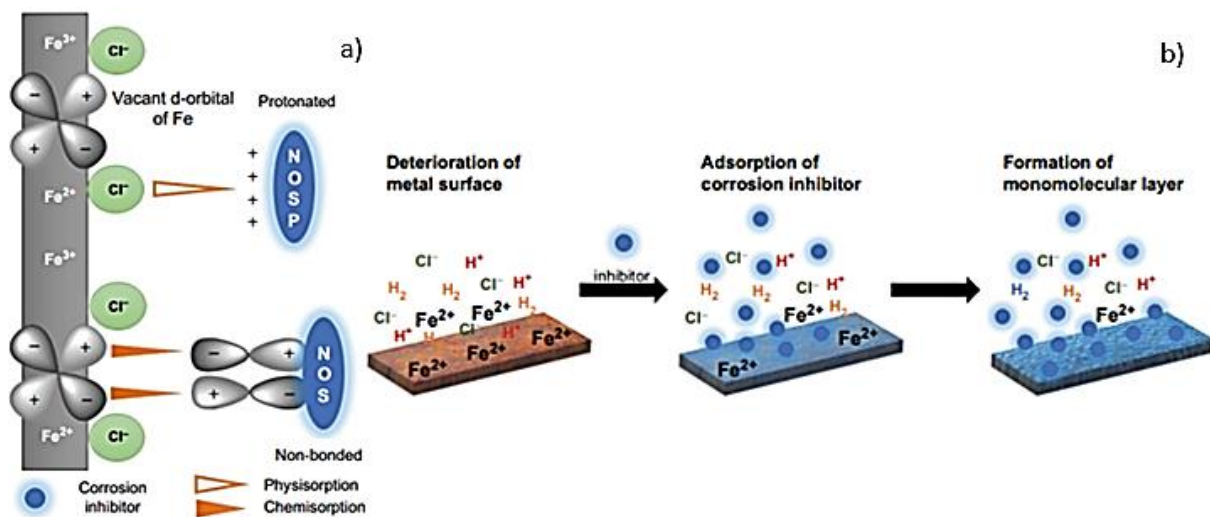 a)
Fe³⁺
Cl⁻
Vacant d-orbital
of Fe
Protonated
− +
+ −
+
+
+
+
N
O
S
P
Fe²⁺
Cl⁻
Fe³⁺
Cl⁻
− +
+ −
− +
+ −
N
O
S
Fe²⁺
Cl⁻
Non-bonded
Corrosion
inhibitor
Physisorption
Chemisorption
b)
Deterioration of
metal surface
Cl⁻ H⁺
H₂ H₂ Cl⁻ H⁺
Cl⁻ Fe²⁺ Fe²⁺ H₂
H⁺ H Cl⁻ H⁺
Fe²⁺ Fe²⁺
Fe²⁺
inhibitor
Adsorption of
corrosion inhibitor
Cl⁻ H⁺
H₂ H₂ Cl⁻ H⁺
Fe²⁺ H₂
Fe²⁺
Fe²⁺
Formation of
monomolecular layer
Cl⁻ H⁺
H₂ H₂ Cl⁻ H⁺
Fe²⁺